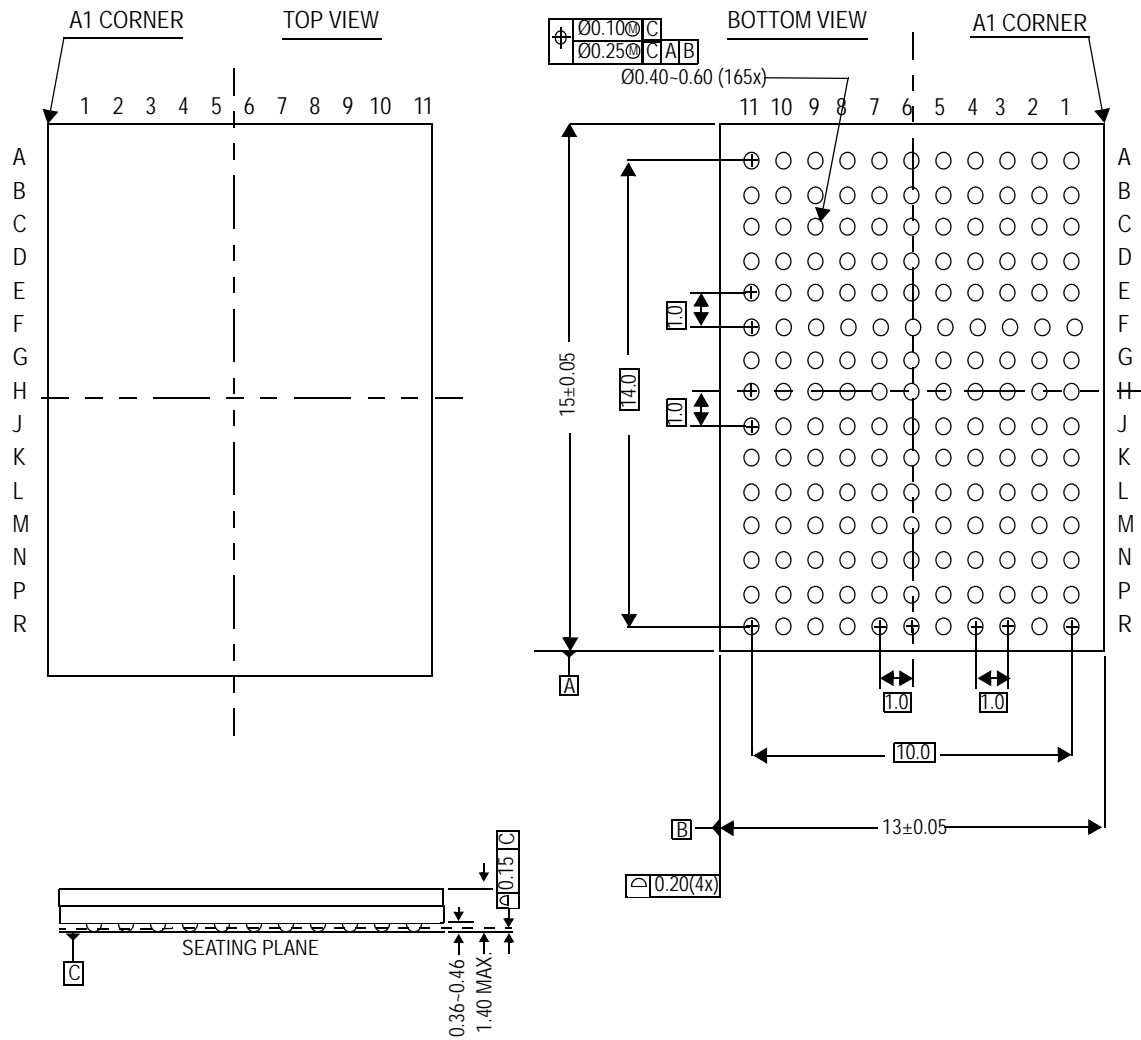 A1 CORNER
TOP VIEW
1 2 3 4 5 6 7 8 9 10 11
A
B
C
D
E
F
G
H
J
K
L
M
N
P
R
Ø0.10Ⓜ C
Ø0.25Ⓜ C A B
BOTTOM VIEW
A1 CORNER
Ø0.40~0.60 (165x)
11 10 9 8 7 6 5 4 3 2 1
A
B
C
D
E
F
G
H
J
K
L
M
N
P
R
15±0.05
14.0
1.0
1.0
A
1.0
1.0
10.0
B
13±0.05
0.20(4x)
0.15 C
SEATING PLANE
C
0.36~0.46
1.40 MAX.